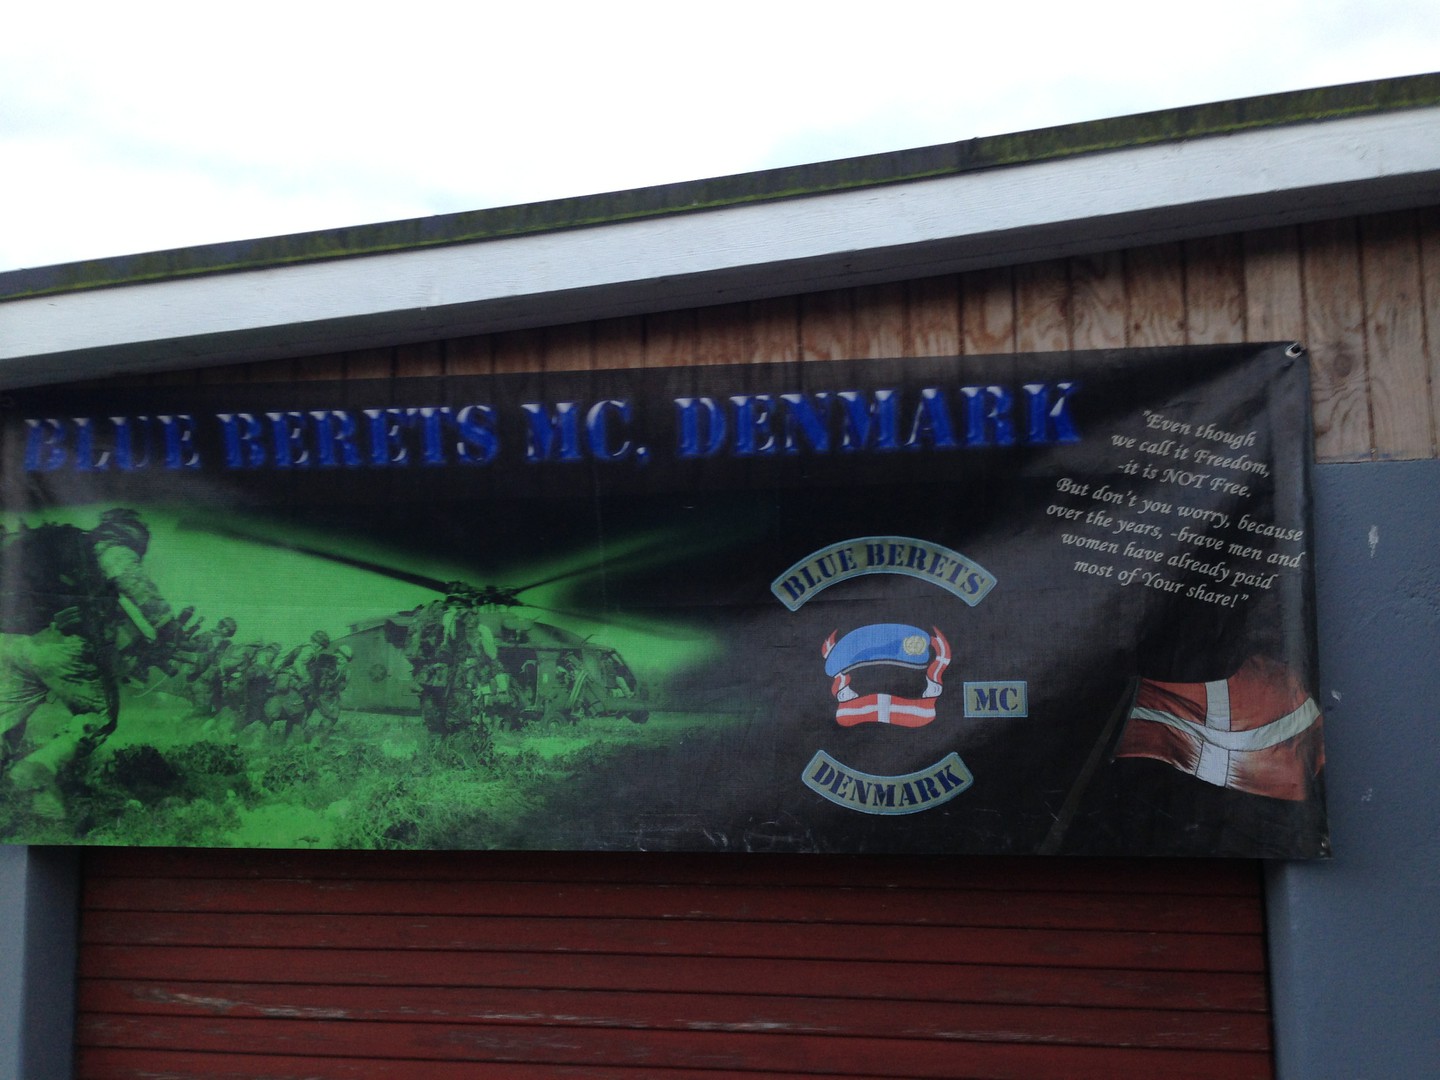 BLUE BERETS MC. DENMARK
"Even though
we call it Freedom,
-it is NOT Free.
But don't you worry, because
over the years, -brave men and
women have already paid
most of Your share!"
BLUE BERETS
MC
DENMARK